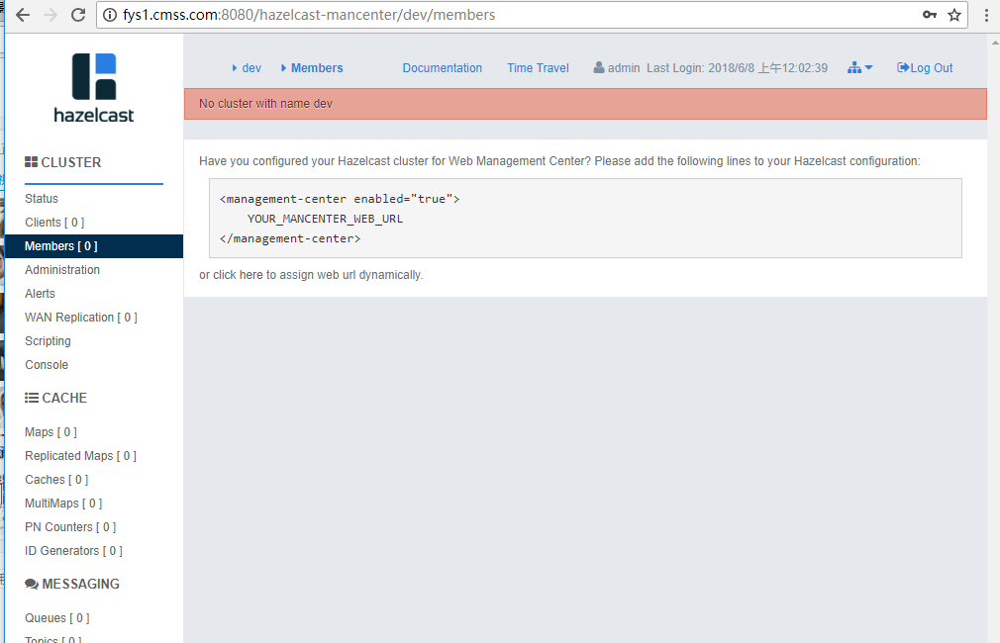 fys1.cmss.com:8080/hazelcast-mancenter/dev/members
hazelcast
dev Members Documentation Time Travel admin Last Login: 2018/6/8 上午12:02:39 Log Out
No cluster with name dev
Have you configured your Hazelcast cluster for Web Management Center? Please add the following lines to your Hazelcast configuration:
<management-center enabled="true">
YOUR_MANCENTER_WEB_URL
</management-center>
or click here to assign web url dynamically.
CLUSTER
Status
Clients [ 0 ]
Members [ 0 ]
Administration
Alerts
WAN Replication [ 0 ]
Scripting
Console
CACHE
Maps [ 0 ]
Replicated Maps [ 0 ]
Caches [ 0 ]
MultiMaps [ 0 ]
PN Counters [ 0 ]
ID Generators [ 0 ]
MESSAGING
Queues [ 0 ]
Topics [ 0 ]